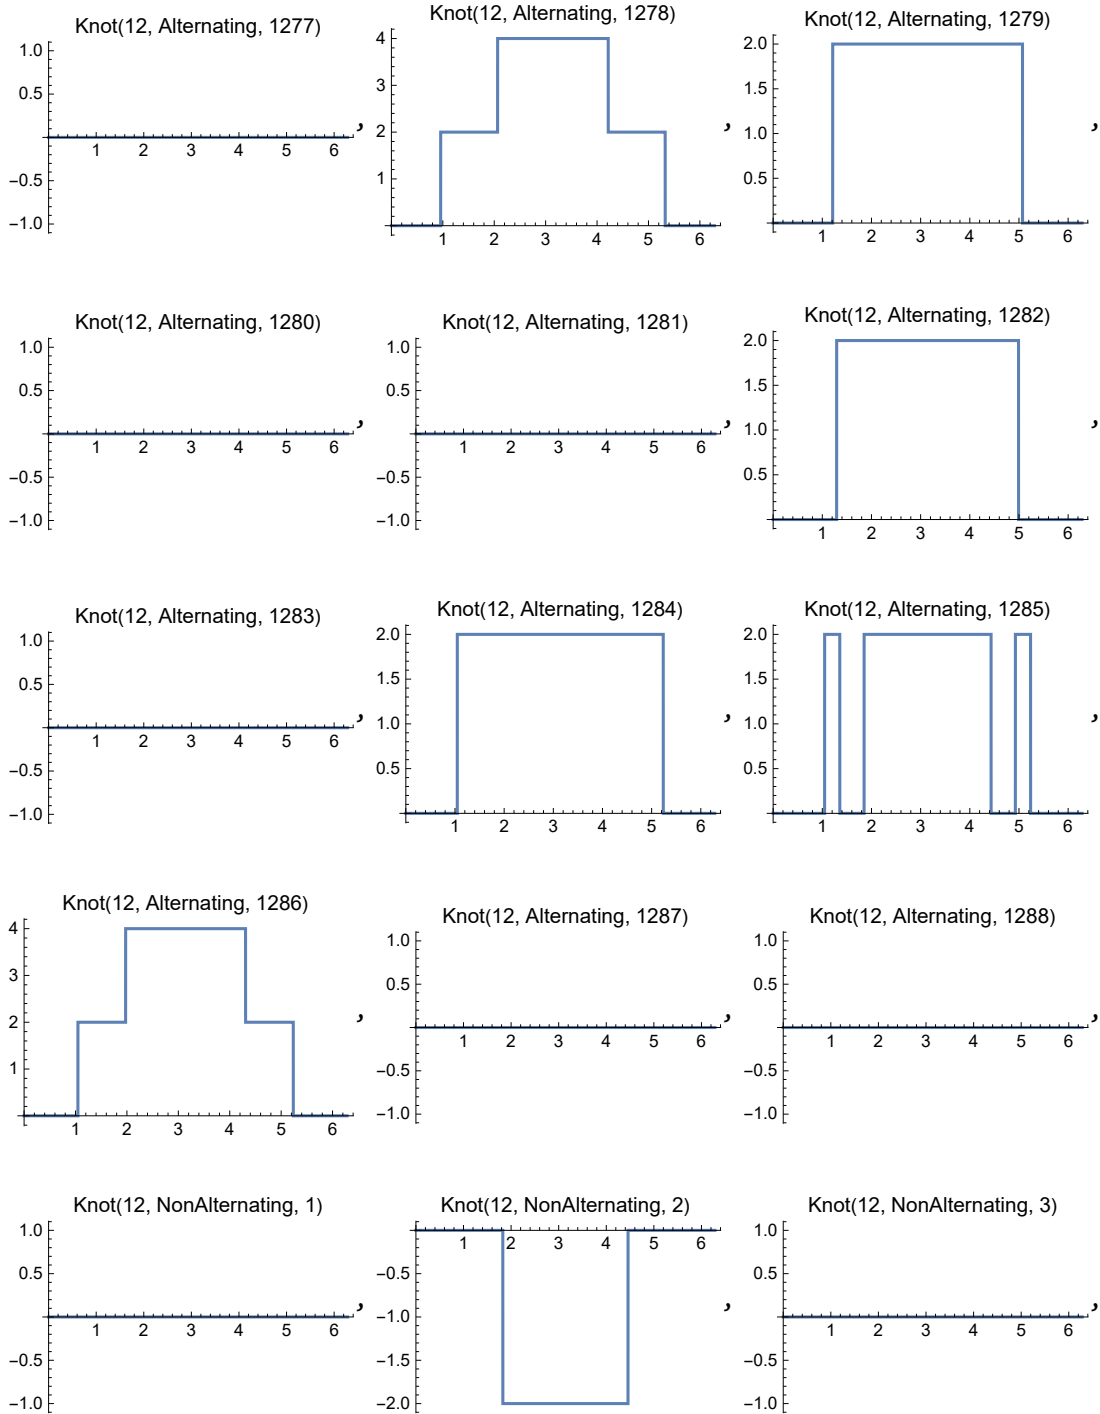 Knot(12, Alternating, 1277)
1.0
0.5
1 2 3 4 5 6
−0.5
−1.0
,
Knot(12, Alternating, 1278)
4
3
2
1
1 2 3 4 5 6
,
Knot(12, Alternating, 1279)
2.0
1.5
1.0
0.5
1 2 3 4 5 6
,
Knot(12, Alternating, 1280)
1.0
0.5
1 2 3 4 5 6
−0.5
−1.0
,
Knot(12, Alternating, 1281)
1.0
0.5
1 2 3 4 5 6
−0.5
−1.0
,
Knot(12, Alternating, 1282)
2.0
1.5
1.0
0.5
1 2 3 4 5 6
,
Knot(12, Alternating, 1283)
1.0
0.5
1 2 3 4 5 6
−0.5
−1.0
,
Knot(12, Alternating, 1284)
2.0
1.5
1.0
0.5
1 2 3 4 5 6
,
Knot(12, Alternating, 1285)
2.0
1.5
1.0
0.5
1 2 3 4 5 6
,
Knot(12, Alternating, 1286)
4
3
2
1
1 2 3 4 5 6
,
Knot(12, Alternating, 1287)
1.0
0.5
1 2 3 4 5 6
−0.5
−1.0
,
Knot(12, Alternating, 1288)
1.0
0.5
1 2 3 4 5 6
−0.5
−1.0
,
Knot(12, NonAlternating, 1)
1.0
0.5
1 2 3 4 5 6
−0.5
−1.0
,
Knot(12, NonAlternating, 2)
1 2 3 4 5 6
−0.5
−1.0
−1.5
−2.0
,
Knot(12, NonAlternating, 3)
1.0
0.5
1 2 3 4 5 6
−0.5
−1.0
,